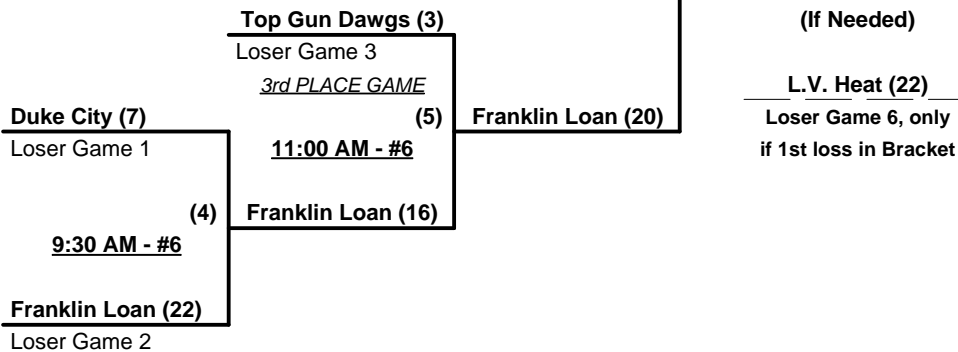 Top Gun Dawgs (3)
(If Needed)
Loser Game 3
3rd PLACE GAME
L.V. Heat (22)
Duke City (7)
(5)
Franklin Loan (20)
Loser Game 6, only
Loser Game 1
11:00 AM - #6
if 1st loss in Bracket
(4)
Franklin Loan (16)
9:30 AM - #6
Franklin Loan (22)
Loser Game 2